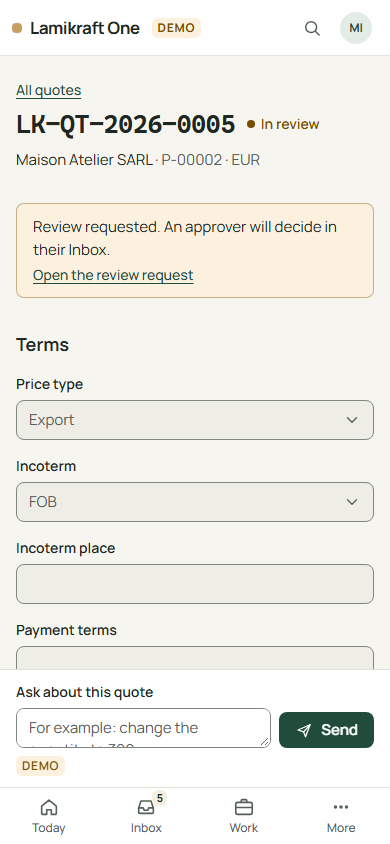 Lamikraft One DEMO MI
All quotes
LK-QT-2026-0005 In review
Maison Atelier SARL · P-00002 · EUR
Review requested. An approver will decide in
their Inbox.
Open the review request
Terms
Price type
Export
Incoterm
FOB
Incoterm place
Payment terms
Ask about this quote
For example: change the
Send
DEMO
5
Today Inbox Work More